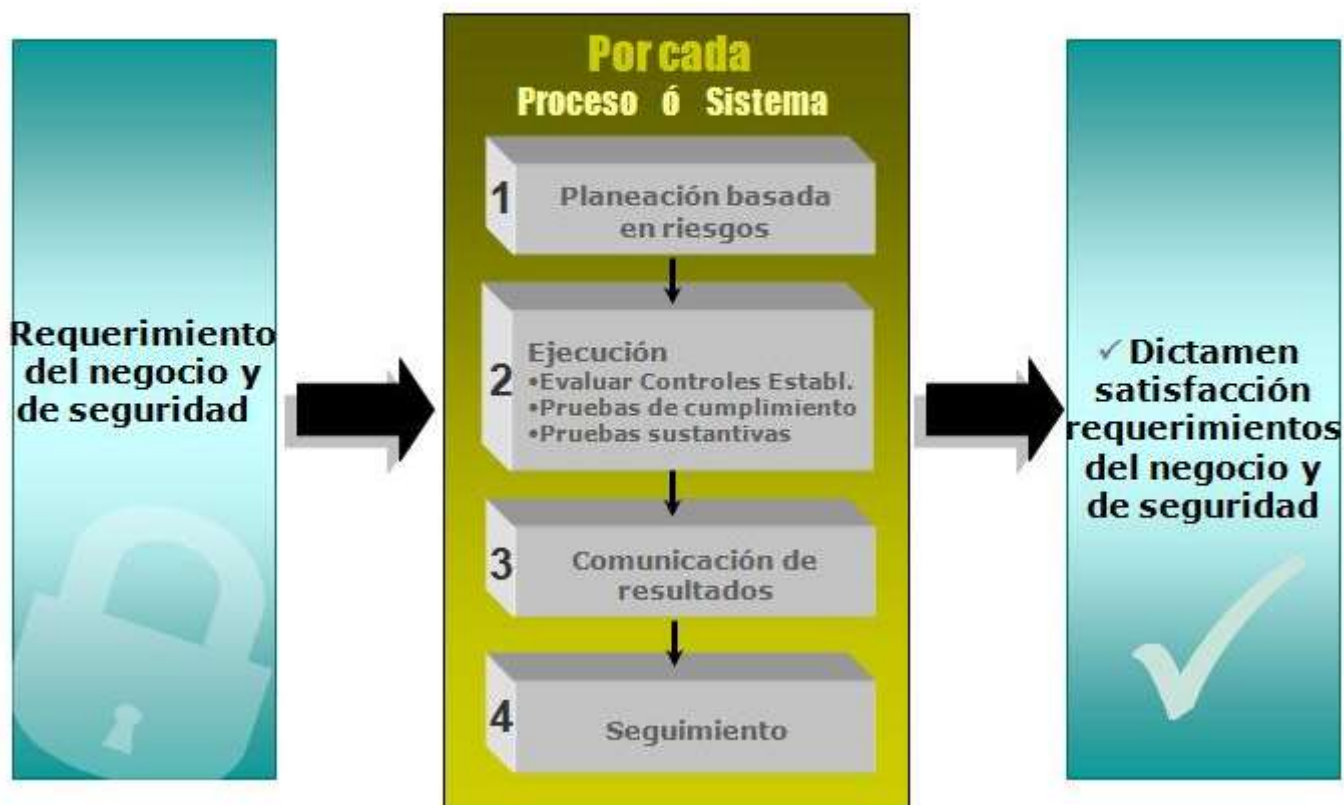 Requerimiento
del negocio y
de seguridad
Por cada
Proceso ó Sistema
1
Planeación basada
en riesgos
2
Ejecución
•Evaluar Controles Establ.
•Pruebas de cumplimiento
•Pruebas sustantivas
3
Comunicación de
resultados
4
Seguimiento
✓ Dictamen
satisfacción
requerimientos
del negocio y
de seguridad